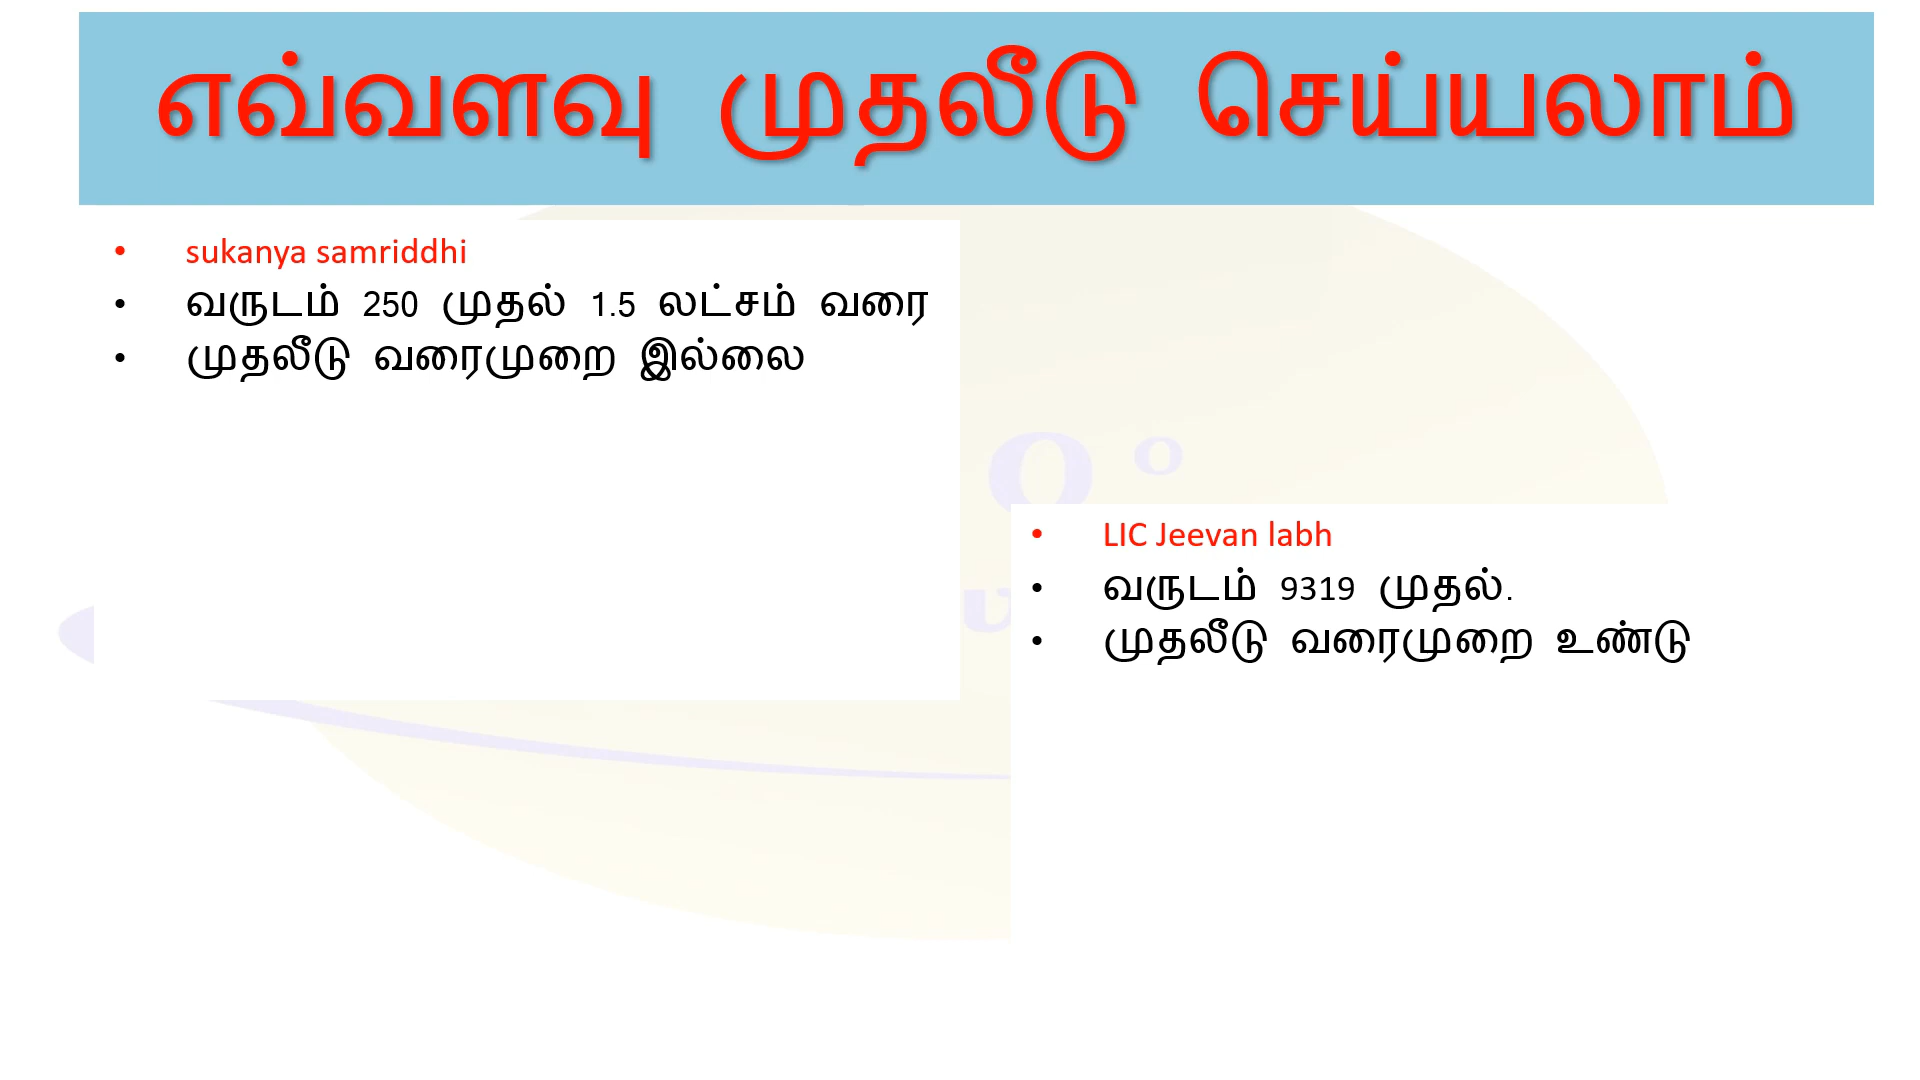 எவ்வளவு முதலீடு செய்யலாம்
• sukanya samriddhi
• வருடம் 250 முதல் 1.5 லட்சம் வரை
• முதலீடு வரைமுறை இல்லை
• LIC Jeevan labh
• வருடம் 9319 முதல்.
• முதலீடு வரைமுறை உண்டு